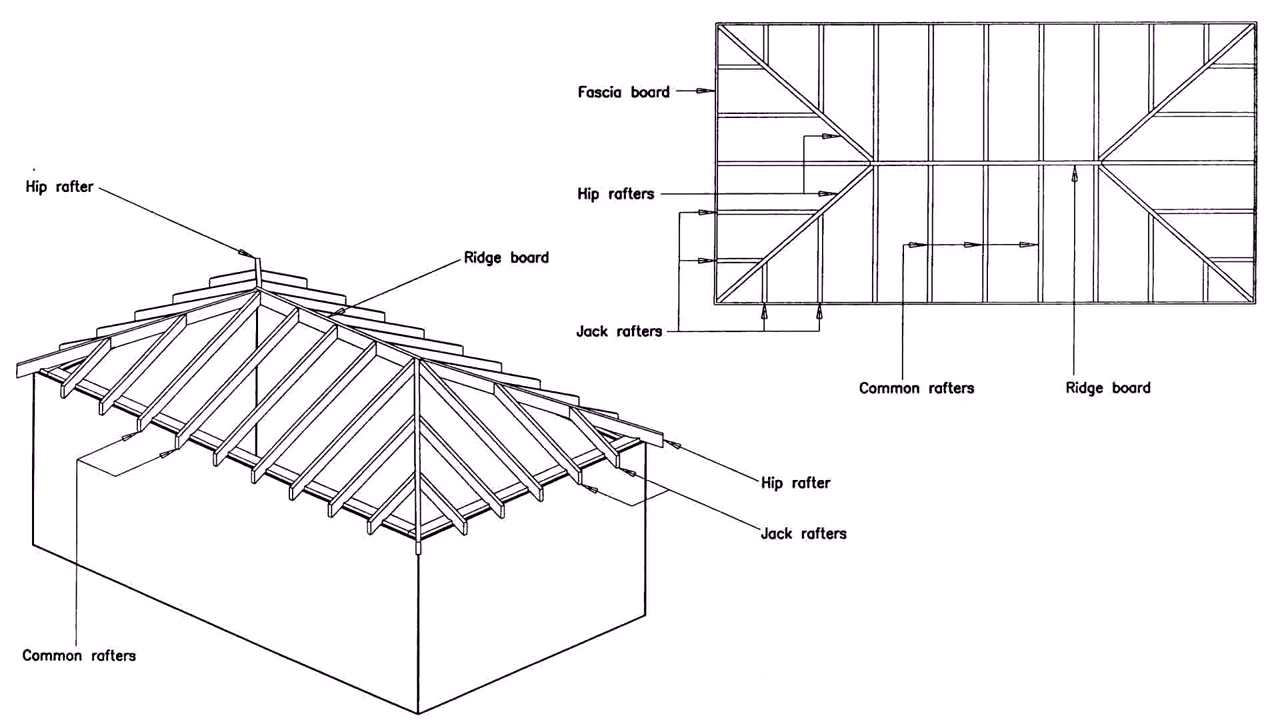 Fascia board
Hip rafter
Hip rafters
Ridge board
Jack rafters
Common rafters
Ridge board
Hip rafter
Jack rafters
Common rafters